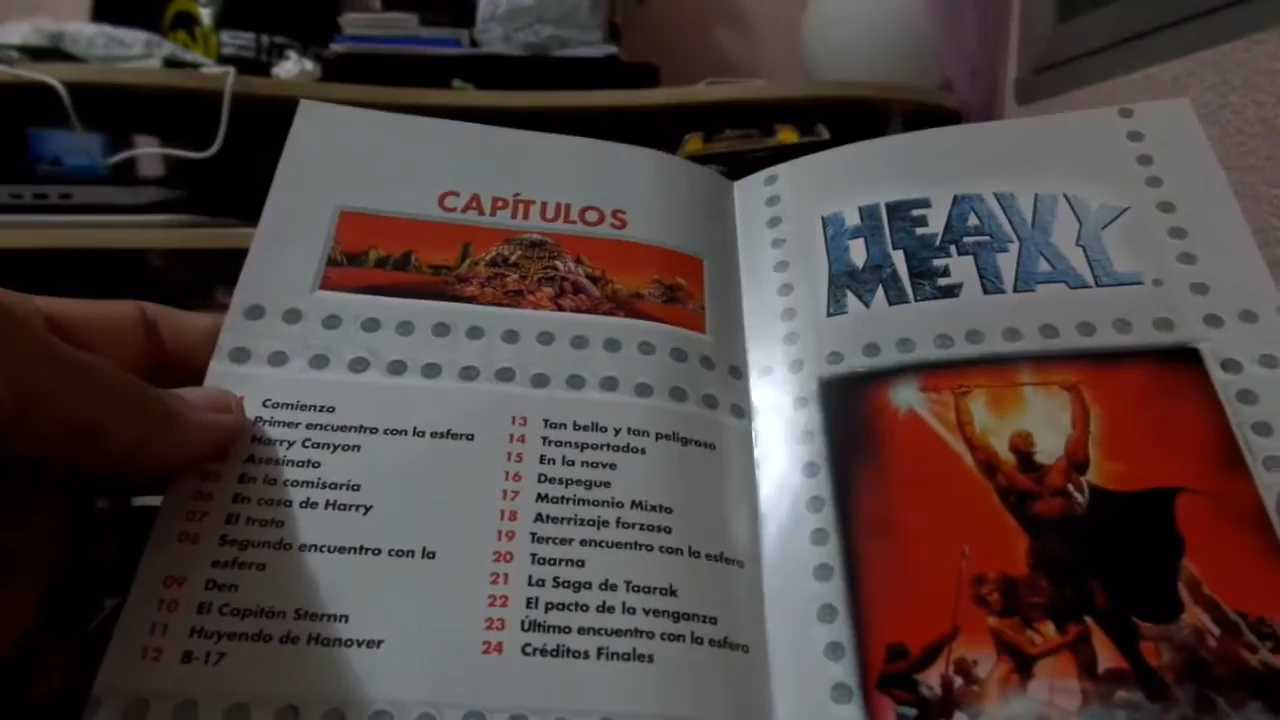 CAPÍTULOS
Comienzo
Primer encuentro con la esfera
Harry Canyon
Asesinato
05 En la comisaría
06 En casa de Harry
07 El trato
08 Segundo encuentro con la
esfera
09 Den
10 El Capitán Sternn
11 Huyendo de Hanover
12 B-17
13 Tan bello y tan peligroso
14 Transportados
15 En la nave
16 Despegue
17 Matrimonio Mixto
18 Aterrizaje forzoso
19 Tercer encuentro con la esfera
20 Taarna
21 La Saga de Taarak
22 El pacto de la venganza
23 Último encuentro con la esfera
24 Créditos Finales
HEAVY
METAL